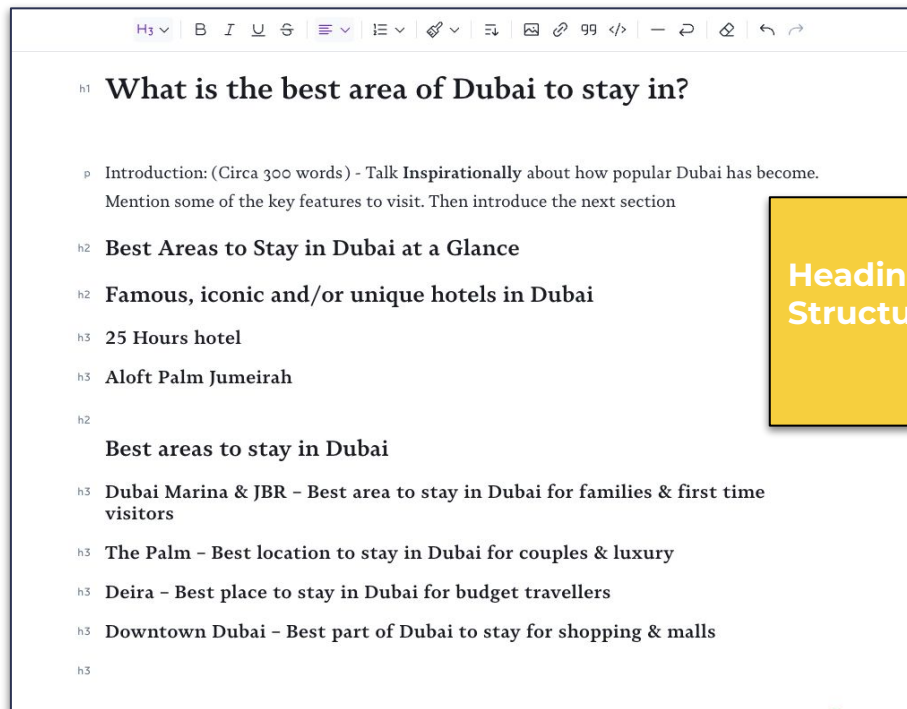 H3 B I U S
h1 What is the best area of Dubai to stay in?
p Introduction: (Circa 300 words) - Talk Inspirationally about how popular Dubai has become.
Mention some of the key features to visit. Then introduce the next section
h2 Best Areas to Stay in Dubai at a Glance
h2 Famous, iconic and/or unique hotels in Dubai
Headin
Structu
h3 25 Hours hotel
h3 Aloft Palm Jumeirah
h2
Best areas to stay in Dubai
h3 Dubai Marina & JBR – Best area to stay in Dubai for families & first time
visitors
h3 The Palm – Best location to stay in Dubai for couples & luxury
h3 Deira – Best place to stay in Dubai for budget travellers
h3 Downtown Dubai – Best part of Dubai to stay for shopping & malls
h3